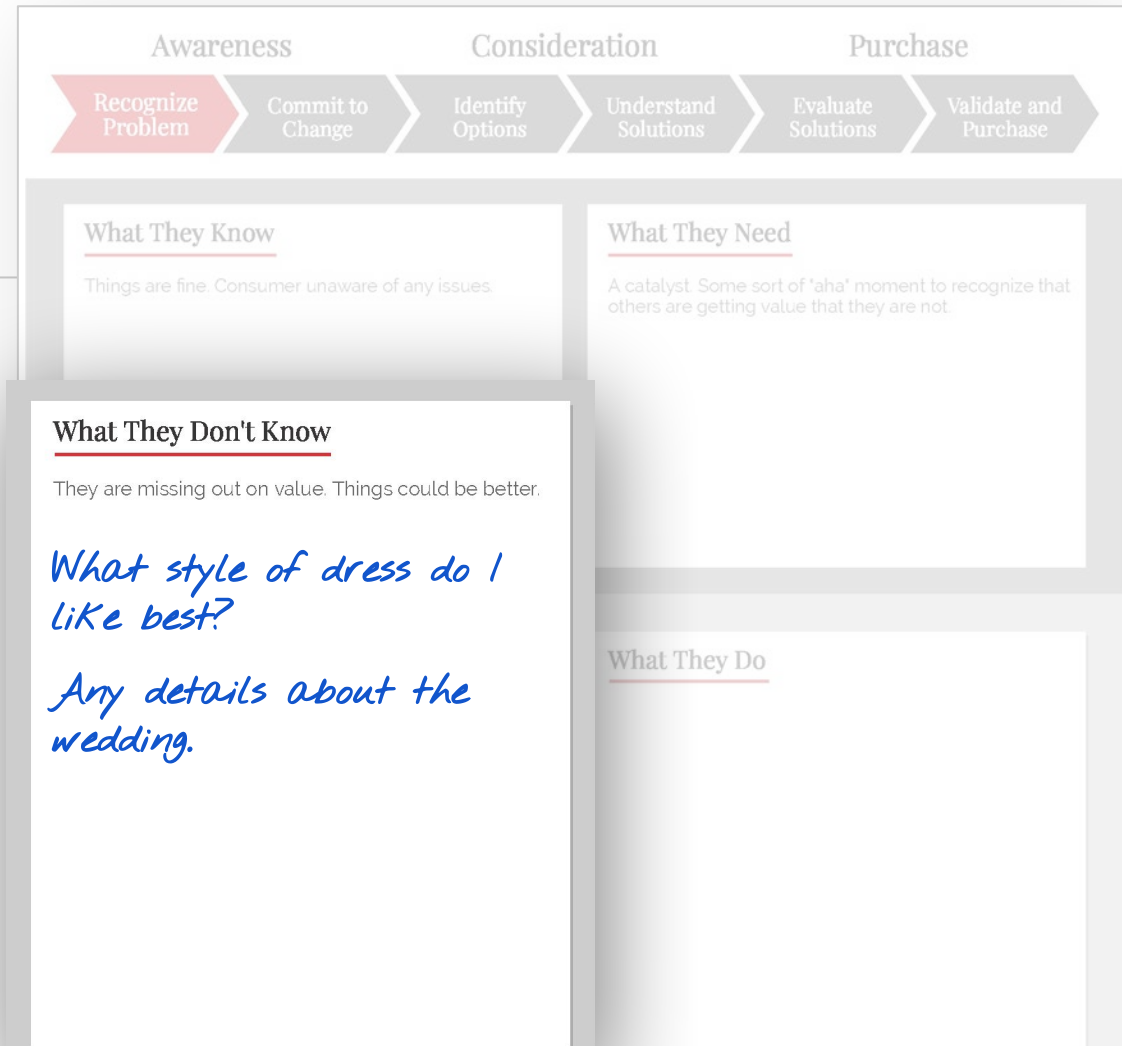 Awareness
Consideration
Purchase
Recognize
Problem
Commit to
Change
Identify
Options
Understand
Solutions
Evaluate
Solutions
Validate and
Purchase
What They Know
Things are fine. Consumer unaware of any issues.
What They Need
A catalyst. Some sort of "aha" moment to recognize that
others are getting value that they are not.
What They Don't Know
They are missing out on value. Things could be better.
What style of dress do I
like best?
Any details about the
wedding.
What They Do